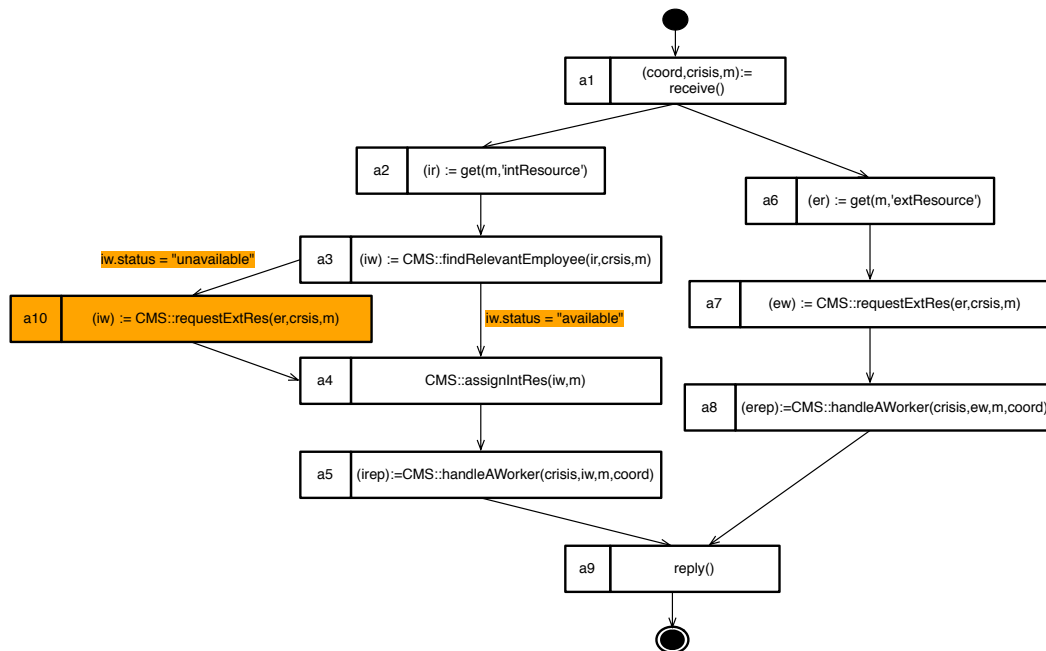 a1
(coord,crisis,m):=
receive()
a2
(ir) := get(m,'intResource')
a6
(er) := get(m,'extResource')
iw.status = "unavailable"
a3
(iw) := CMS::findRelevantEmployee(ir,crsis,m)
a10
(iw) := CMS::requestExtRes(er,crsis,m)
iw.status = "available"
a7
(ew) := CMS::requestExtRes(er,crsis,m)
a4
CMS::assignIntRes(iw,m)
a8
(erep):=CMS::handleAWorker(crisis,ew,m,coord)
a5
(irep):=CMS::handleAWorker(crisis,iw,m,coord)
a9
reply()